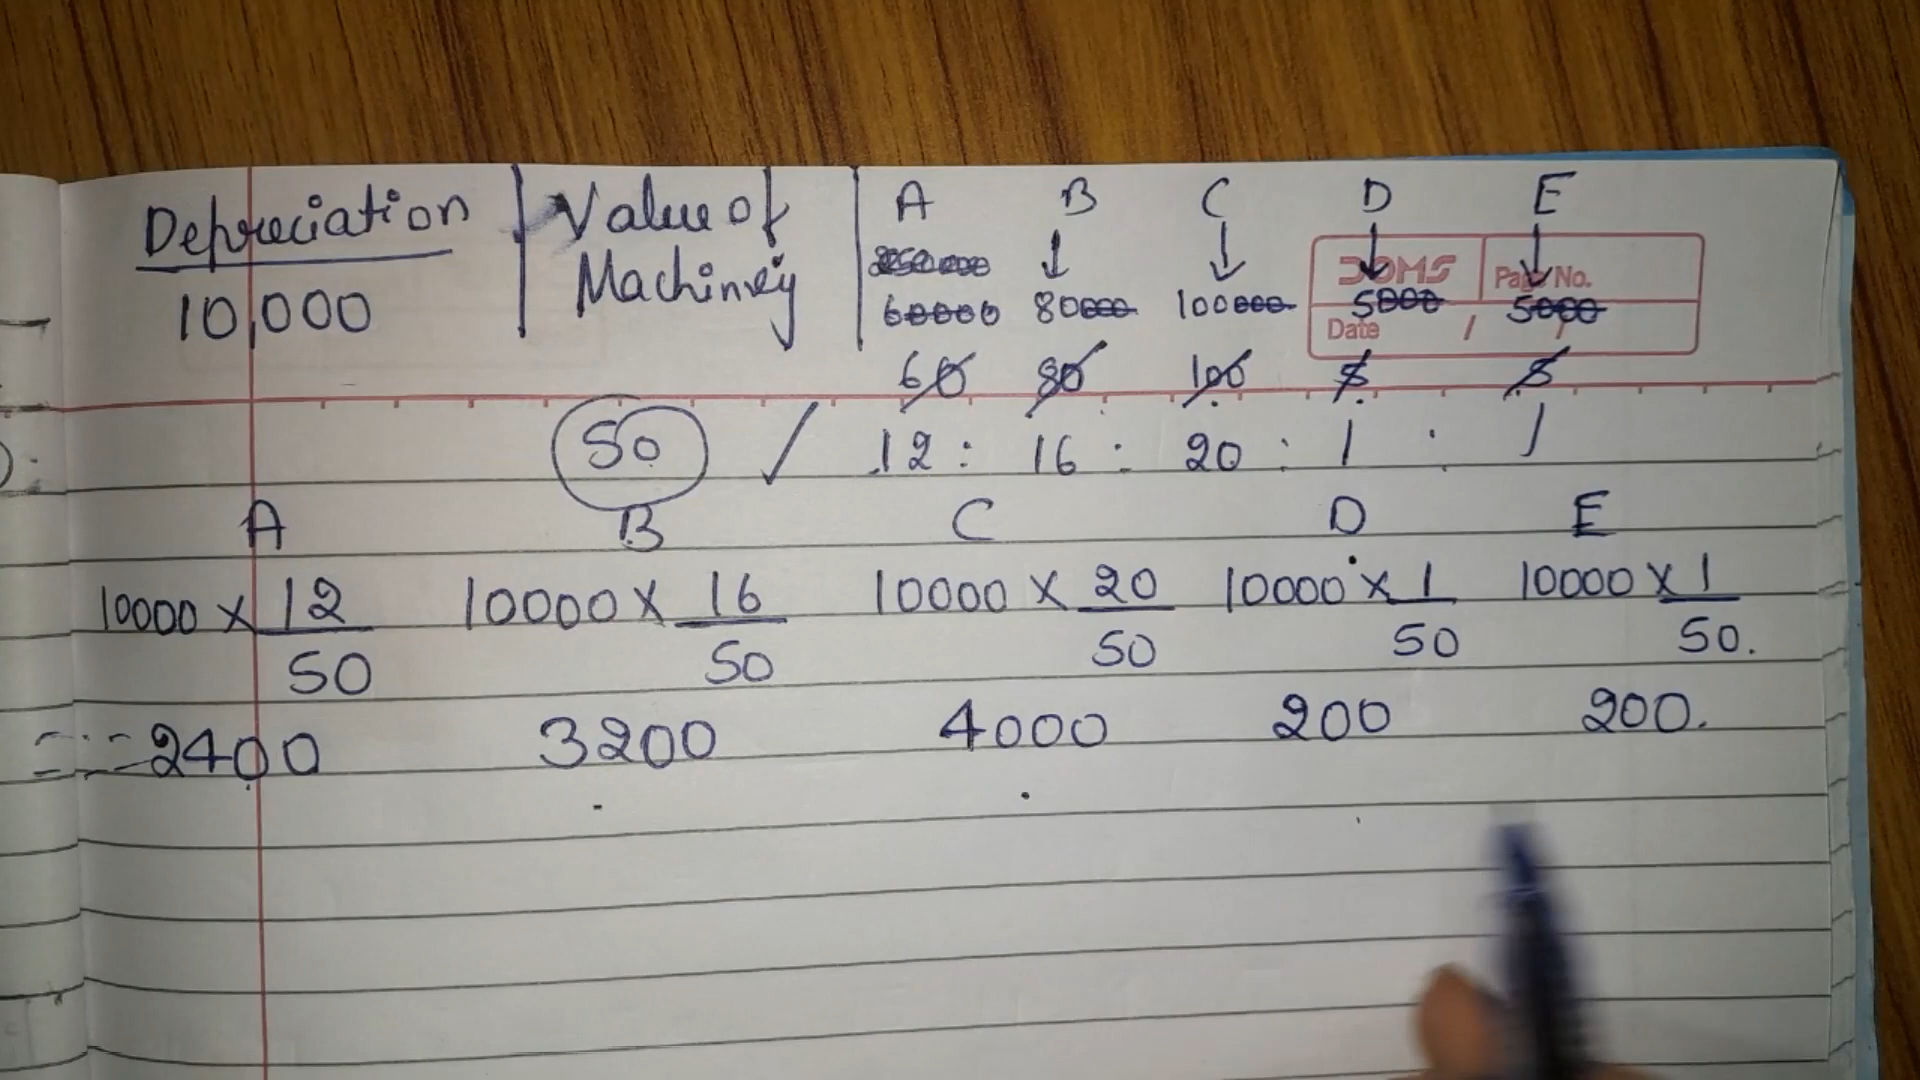 Depreciation | Value of | A B C D E
Machinery
10,000 60000 80000 100000 5000 5000
DOMS Page No.
Date / /
60 80 100 5 5
50 / 12 : 16 : 20 : 1 : 1
A B C D E
10000 x 12/50 10000 x 16/50 10000 x 20/50 10000 x 1/50 10000 x 1/50.
2400 3200 4000 200 200.